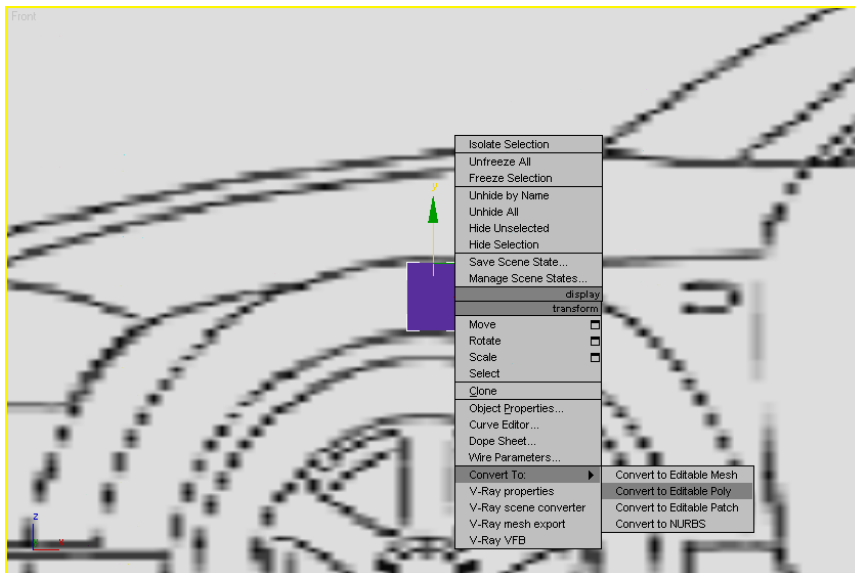 Front
Isolate Selection
Unfreeze All
Freeze Selection
Unhide by Name
Unhide All
Hide Unselected
Hide Selection
Save Scene State...
Manage Scene States...
display
transform
Move
Rotate
Scale
Select
Clone
Object Properties...
Curve Editor...
Dope Sheet...
Wire Parameters...
Convert To:
V-Ray properties
V-Ray scene converter
V-Ray mesh export
V-Ray VFB
Convert to Editable Mesh
Convert to Editable Poly
Convert to Editable Patch
Convert to NURBS
y
z
x